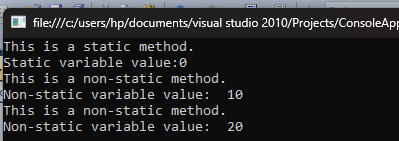 file:///c:/users/hp/documents/visual studio 2010/Projects/ConsoleApp
This is a static method.
Static variable value:0
This is a non-static method.
Non-static variable value:  10
This is a non-static method.
Non-static variable value:  20